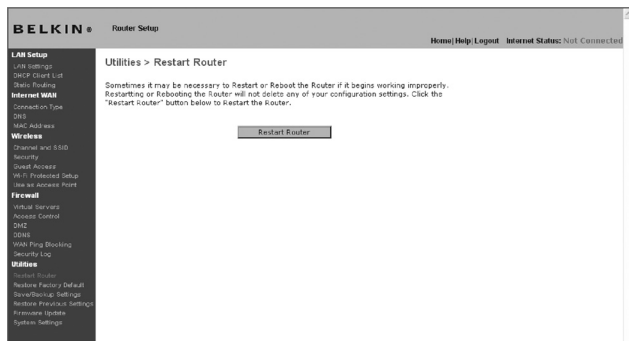 BELKIN®
Router Setup
Home|Help|Logout Internet Status: Not Connected
LAN Setup
LAN Settings
DHCP Client List
Static Routing
Internet WAN
Connection Type
DNS
MAC Address
Wireless
Channel and SSID
Security
Guest Access
Wi-Fi Protected Setup
Use as Access Point
Firewall
Virtual Servers
Access Control
DMZ
DDNS
WAN Ping Blocking
Security Log
Utilities
Restart Router
Restore Factory Default
Save/Backup Settings
Restore Previous Settings
Firmware Update
System Settings
Utilities > Restart Router
Sometimes it may be necessary to Restart or Reboot the Router if it begins working improperly.
Restartting or Rebooting the Router will not delete any of your configuration settings. Click the
"Restart Router" button below to Restart the Router.
Restart Router